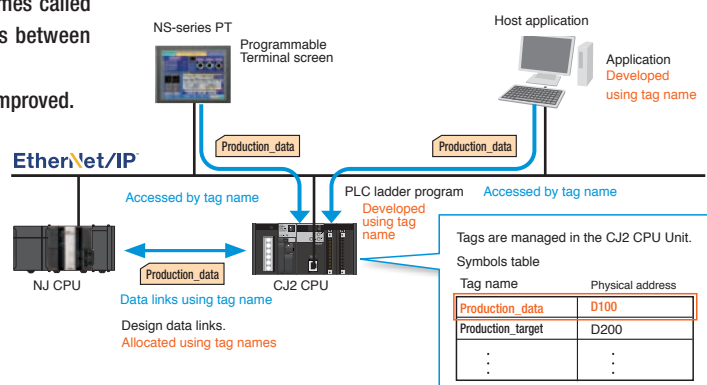 mes called
s between
mproved.
NS-series PT
Programmable
Terminal screen
Host application
Application
Developed
using tag name
Production_data
Production_data
EtherNet/IP
Accessed by tag name
PLC ladder program
Developed
using tag
name
Accessed by tag name
NJ CPU
Production_data
CJ2 CPU
Data links using tag name
Design data links.
Allocated using tag names
Tags are managed in the CJ2 CPU Unit.
Symbols table
Tag name Physical address
Production_data D100
Production_target D200
: :